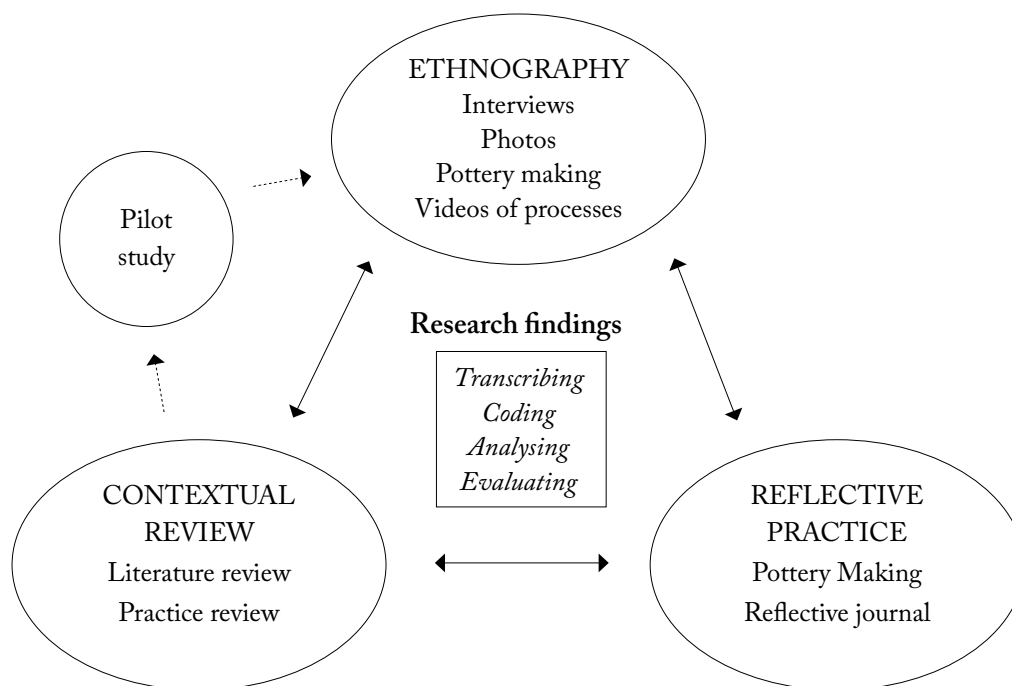 ETHNOGRAPHY
Interviews
Photos
Pottery making
Videos of processes
Pilot
study
Research findings
Transcribing
Coding
Analysing
Evaluating
CONTEXTUAL
REVIEW
Literature review
Practice review
REFLECTIVE
PRACTICE
Pottery Making
Reflective journal